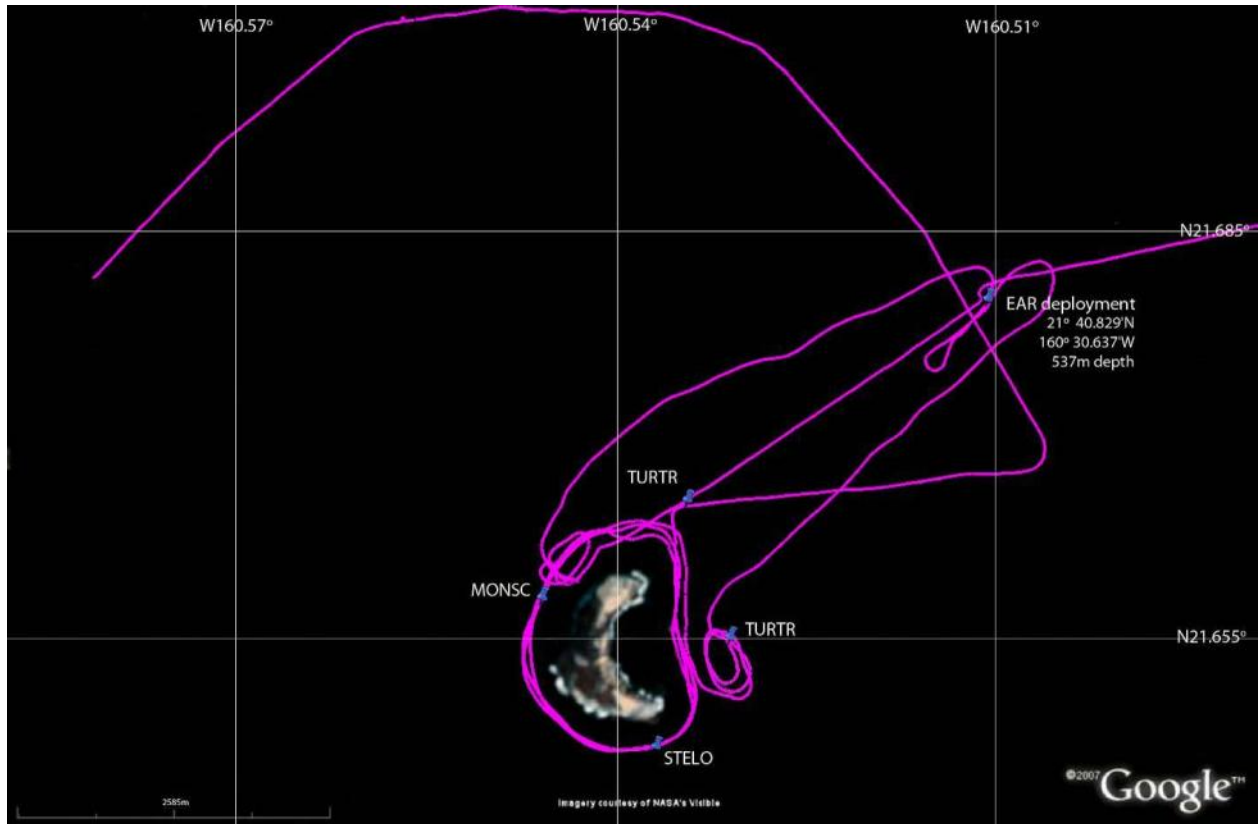 W160.57°
W160.54°
W160.51°
N21.685°
EAR deployment
21° 40.829'N
160° 30.637'W
537m depth
TURTR
MONSC
TURTR
N21.655°
STELO
©2007 Google™
2585m
Imagery courtesy of NASA's Visible